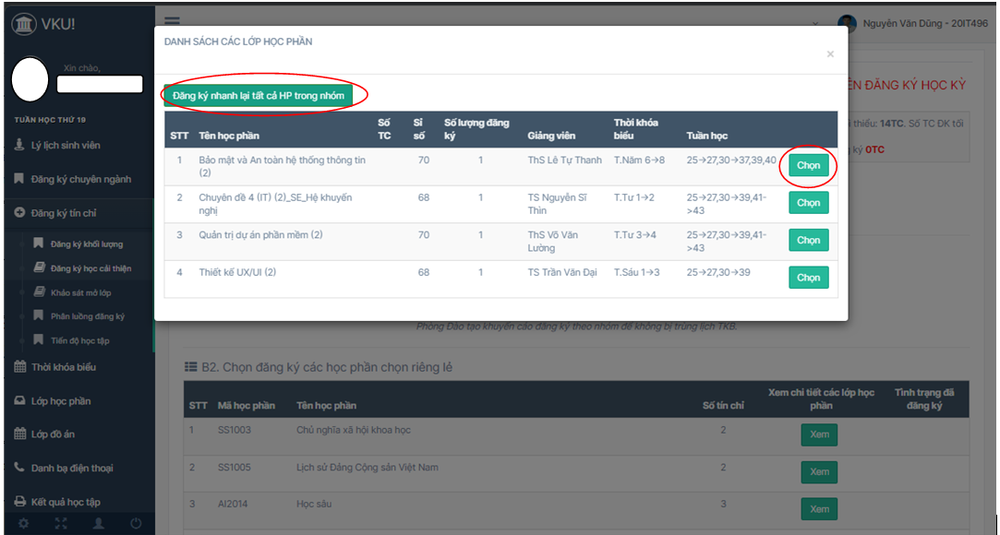 VKU!
Nguyễn Văn Dũng - 20IT496
Xin chào,
TUẦN HỌC THỨ 19
Lý lịch sinh viên
Đăng ký chuyên ngành
Đăng ký tín chỉ
Đăng ký khối lượng
Đăng ký học cải thiện
Khảo sát mở lớp
Phân luồng đăng ký
Tiến độ học tập
Thời khóa biểu
Lớp học phần
Lớp đồ án
Danh bạ điện thoại
Kết quả học tập
DANH SÁCH CÁC LỚP HỌC PHẦN
×
Đăng ký nhanh lại tất cả HP trong nhóm
STT Tên học phần Số TC Sỉ số Số lượng đăng ký Giảng viên Thời khóa biểu Tuần học
1 Bảo mật và An toàn hệ thống thông tin (2) 70 1 ThS Lê Tự Thanh T.Năm 6->8 25->27,30->37,39,40 Chọn
2 Chuyên đề 4 (IT) (2)_SE_Hệ khuyến nghị 68 1 TS Nguyễn Sĩ Thìn T.Tư 1->2 25->27,30->39,41->43 Chọn
3 Quản trị dự án phần mềm (2) 70 1 ThS Võ Văn Lường T.Tư 3->4 25->27,30->39,41->43 Chọn
4 Thiết kế UX/UI (2) 68 1 TS Trần Văn Đại T.Sáu 1->3 25->27,30->39 Chọn
ĐĂNG KÝ HỌC KỲ
thiểu: 14TC. Số TC ĐK tối
ký 0TC
Phòng Đào tạo khuyến cáo đăng ký theo nhóm để không bị trùng lịch TKB.
B2. Chọn đăng ký các học phần chọn riêng lẻ
STT Mã học phần Tên học phần Số tín chỉ Xem chi tiết các lớp học phần Tình trạng đã đăng ký
1 SS1003 Chủ nghĩa xã hội khoa học 2 Xem
2 SS1005 Lịch sử Đảng Cộng sản Việt Nam 2 Xem
3 AI2014 Học sâu 3 Xem